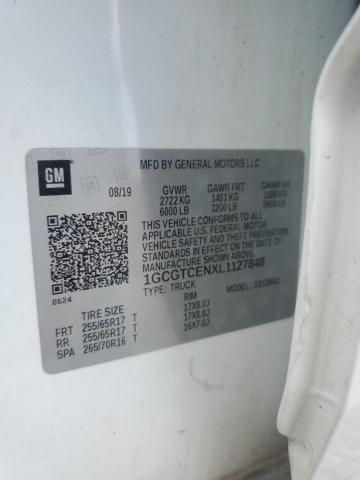 GM
MFD BY GENERAL MOTORS LLC
08/19 GVWR GAWR FRT GAWR RR
2722 KG 1451 KG KG
6000 LB 3200 LB LB
THIS VEHICLE CONFORMS TO ALL
APPLICABLE U.S. FEDERAL MOTOR
VEHICLE SAFETY
STANDARDS IN EFFECT ON THE DATE OF
MANUFACTURE SHOWN ABOVE.
1GCGTCENXL1127848
8624
TYPE: TRUCK MODEL:
TIRE SIZE RIM
FRT 255/65R17 T 17X8.0J
RR 255/65R17 T 17X8.0J
SPA 265/70R16 T 16X7.0J